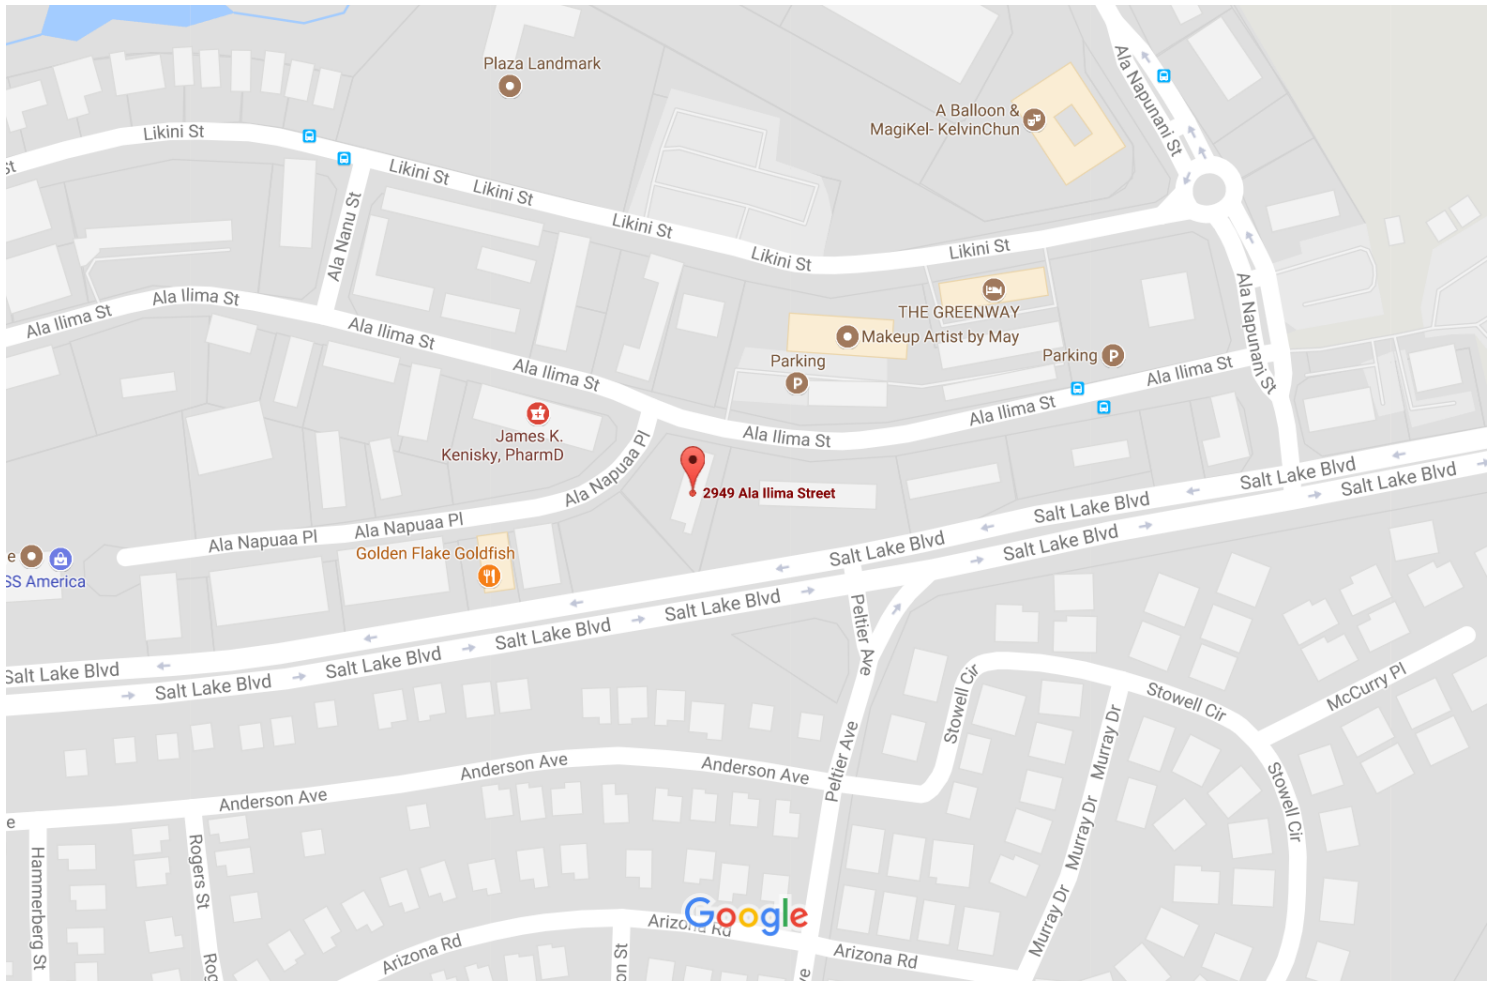 Plaza Landmark
A Balloon &
MagiKel- KelvinChun
Ala Napunani St
Likini St
St
Likini St
Likini St
Likini St
Likini St
Likini St
Ala Nanu St
Ala Napunani St
THE GREENWAY
Makeup Artist by May
Parking
Parking
P
P
Ala Ilima St
Ala Ilima St
Ala Ilima St
Ala Ilima St
Ala Ilima St
Ala Ilima St
Ala Ilima St
James K.
Kenisky, PharmD
Ala Napuaa Pl
2949 Ala Ilima Street
Ala Napuaa Pl
Ala Napuaa Pl
Golden Flake Goldfish
e
SS America
Salt Lake Blvd
Salt Lake Blvd
Salt Lake Blvd
Salt Lake Blvd
Salt Lake Blvd
Salt Lake Blvd
Salt Lake Blvd
Salt Lake Blvd
Salt Lake Blvd
Salt Lake Blvd
Peltier Ave
Stowell Cir
Stowell Cir
McCurry Pl
Murray Dr
Peltier Ave
Anderson Ave
Anderson Ave
Anderson Ave
Stowell Cir
e
Murray Dr
Hammerberg St
Rogers St
Google
Arizona Rd
Arizona Rd
Arizona Rd
Murray Dr
Rog
on St
ve